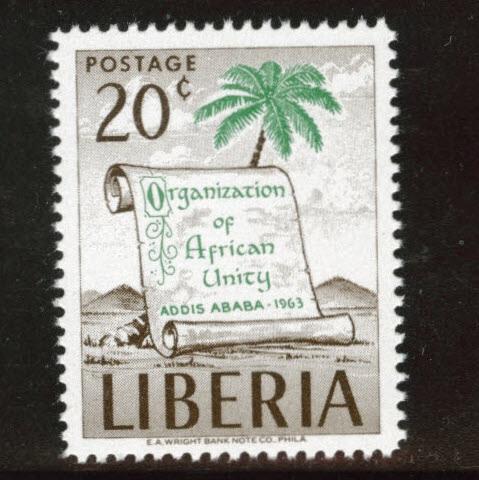 POSTAGE
20¢
Organization
of
African
Unity
ADDIS ABABA - 1963
LIBERIA
E.A. WRIGHT BANK NOTE CO., PHILA.